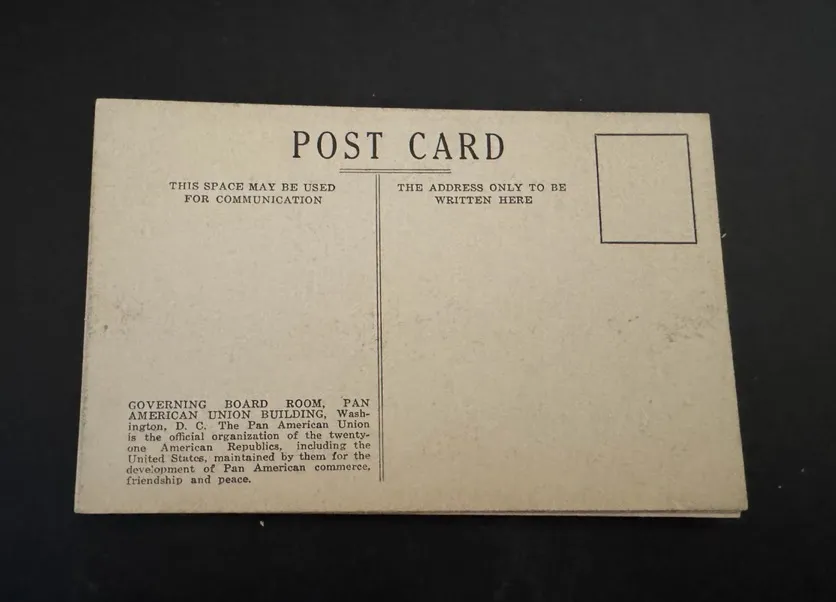 POST CARD
THIS SPACE MAY BE USED
FOR COMMUNICATION
THE ADDRESS ONLY TO BE
WRITTEN HERE
GOVERNING BOARD ROOM, PAN
AMERICAN UNION BUILDING, Wash-
ington, D. C. The Pan American Union
is the official organization of the twenty-
one American Republics, including the
United States, maintained by them for the
development of Pan American commerce,
friendship and peace.